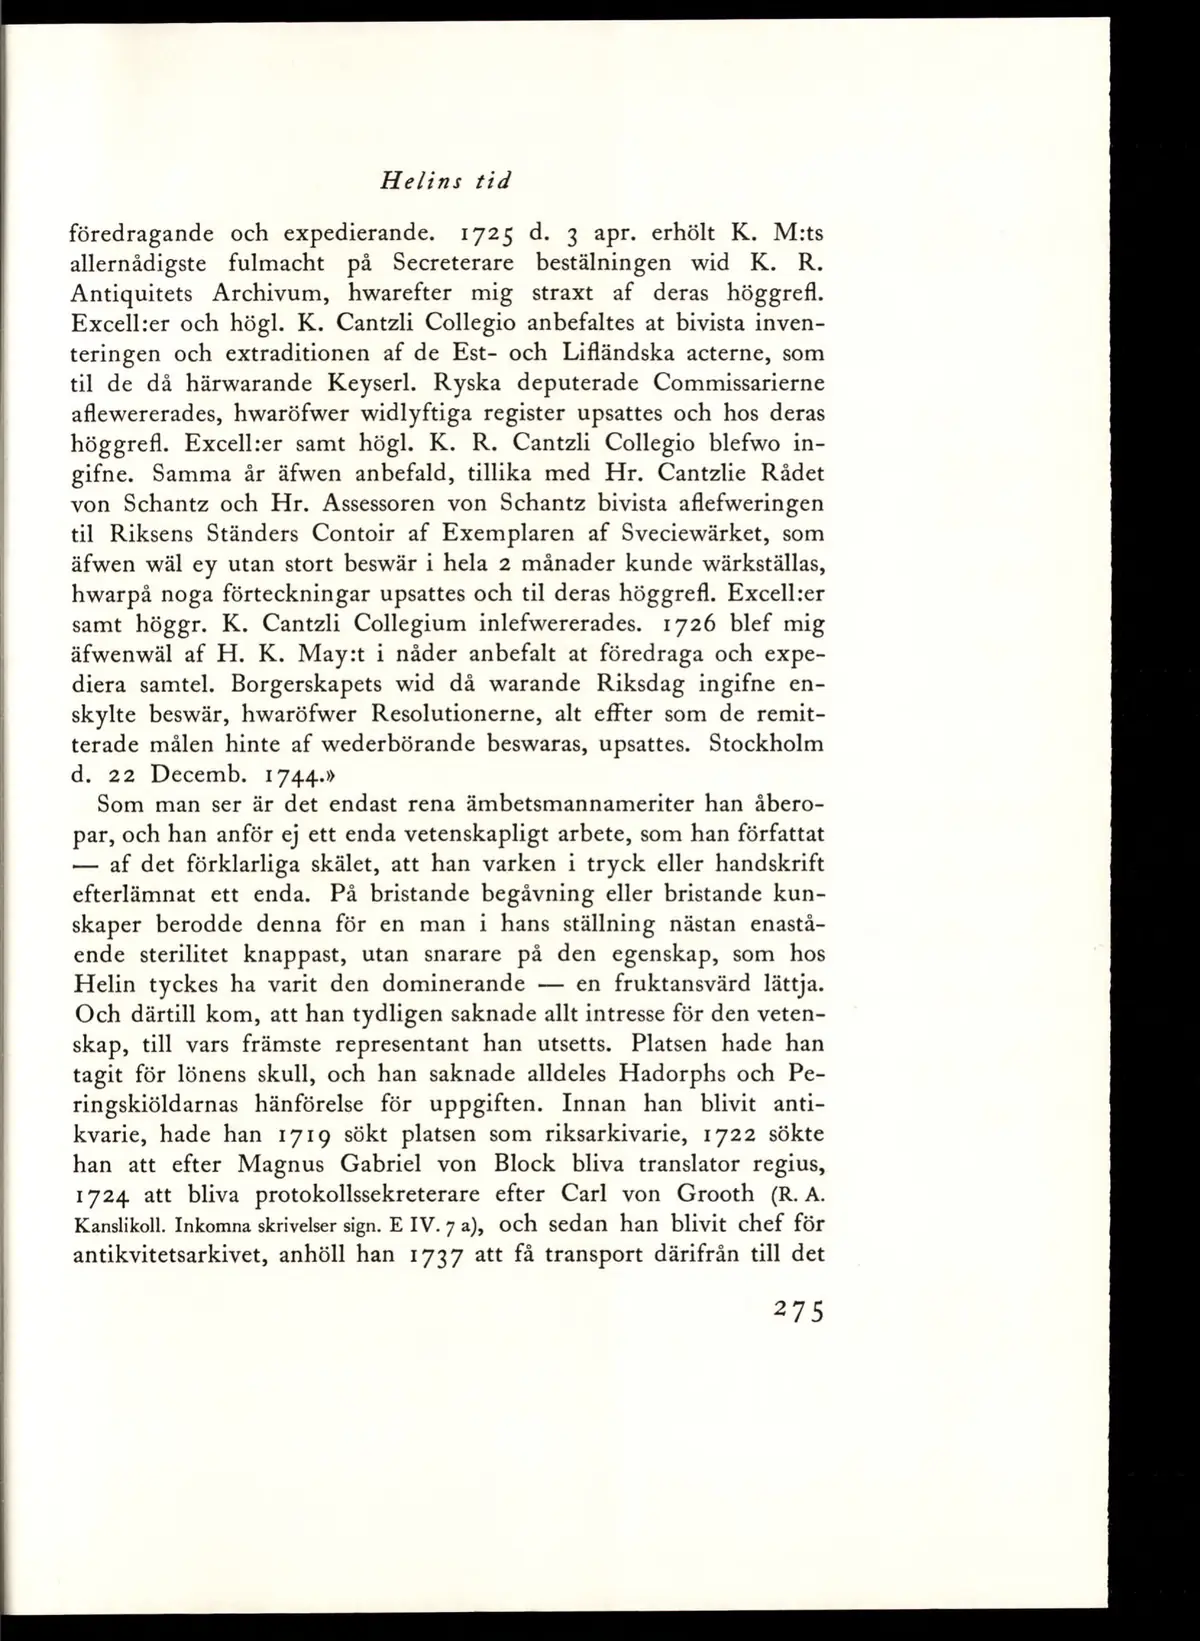 Helins tid
föredragande och expedierande. 1725 d. 3 apr. erhölt K. M:ts
allernådigste fulmacht på Secreterare bestälningen wid K. R.
Antiquitets Archivum, hwarefter mig straxt af deras höggrefl.
Excell:er och högl. K. Cantzli Collegio anbefaltes at bivista inven-
teringen och extraditionen af de Est- och Lifländska acterne, som
til de då härwarande Keyserl. Ryska deputerade Commissarierne
aflewererades, hwaröfwer widlyftiga register upsattes och hos deras
höggrefl. Excell:er samt högl. K. R. Cantzli Collegio blefwo in-
gifne. Samma år äfwen anbefald, tillika med Hr. Cantzlie Rådet
von Schantz och Hr. Assessoren von Schantz bivista aflefweringen
til Riksens Ständers Contoir af Exemplaren af Sveciewärket, som
äfwen wäl ey utan stort beswär i hela 2 månader kunde wärkställas,
hwarpå noga förteckningar upsattes och til deras höggrefl. Excell:er
samt höggr. K. Cantzli Collegium inlefwererades. 1726 blef mig
äfwenwäl af H. K. May:t i nåder anbefalt at föredraga och expe-
diera samtel. Borgerskapets wid då warande Riksdag ingifne en-
skylte beswär, hwaröfwer Resolutionerne, alt effter som de remit-
terade målen hinte af wederbörande beswaras, upsattes. Stockholm
d. 22 Decemb. 1744.»
Som man ser är det endast rena ämbetsmannameriter han åbero-
par, och han anför ej ett enda vetenskapligt arbete, som han författat
— af det förklarliga skälet, att han varken i tryck eller handskrift
efterlämnat ett enda. På bristande begåvning eller bristande kun-
skaper berodde denna för en man i hans ställning nästan enastå-
ende sterilitet knappast, utan snarare på den egenskap, som hos
Helin tyckes ha varit den dominerande — en fruktansvärd lättja.
Och därtill kom, att han tydligen saknade allt intresse för den veten-
skap, till vars främste representant han utsetts. Platsen hade han
tagit för lönens skull, och han saknade alldeles Hadorphs och Pe-
ringskiöldarnas hänförelse för uppgiften. Innan han blivit anti-
kvarie, hade han 1719 sökt platsen som riksarkivarie, 1722 sökte
han att efter Magnus Gabriel von Block bliva translator regius,
1724 att bliva protokollssekreterare efter Carl von Grooth (R. A.
Kanslikoll. Inkomna skrivelser sign. E IV. 7 a), och sedan han blivit chef för
antikvitetsarkivet, anhöll han 1737 att få transport därifrån till det
275